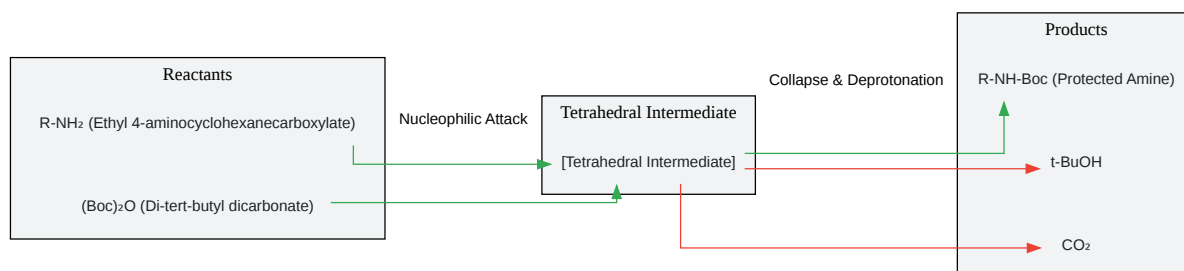 Reactants
R-NH₂ (Ethyl 4-aminocyclohexanecarboxylate)
(Boc)₂O (Di-tert-butyl dicarbonate)
Nucleophilic Attack
Tetrahedral Intermediate
[Tetrahedral Intermediate]
Collapse & Deprotonation
Products
R-NH-Boc (Protected Amine)
t-BuOH
CO₂